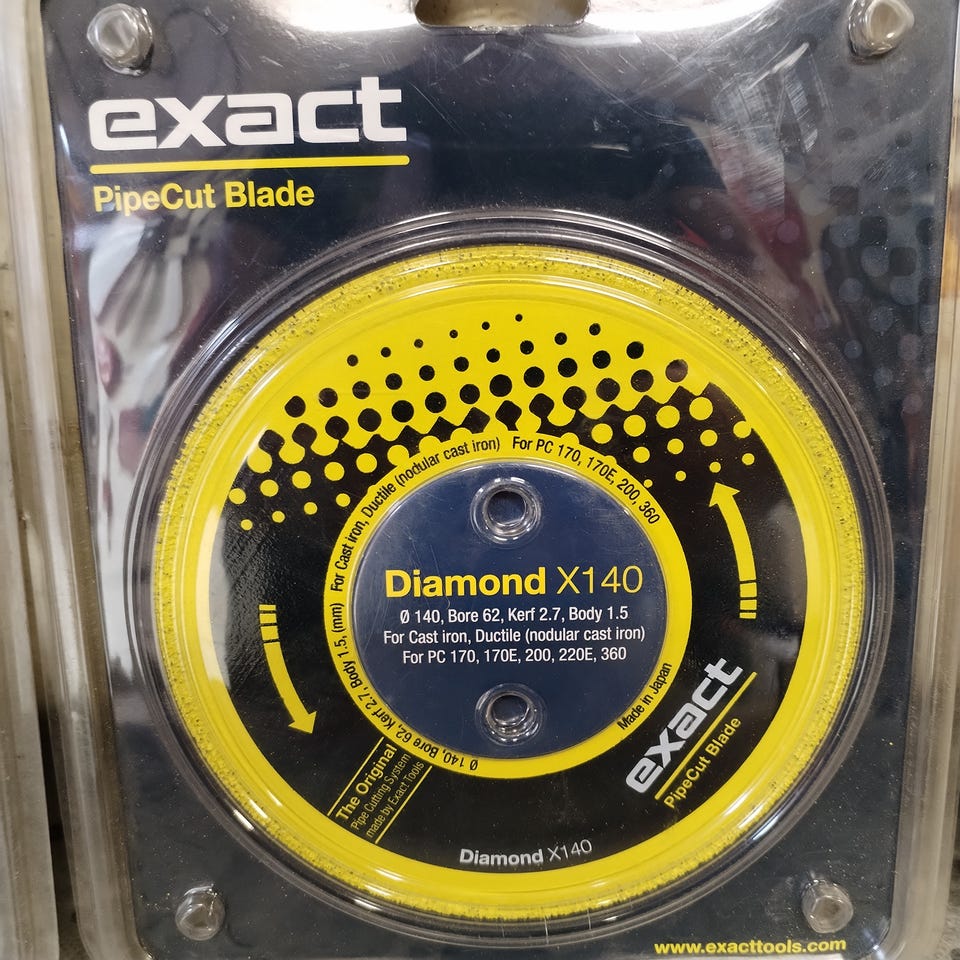 exact
PipeCut Blade
For Cast iron, Ductile (nodular cast iron) For PC 170, 170E, 200, 360
Ø 140, Bore 62, Kerf 2.7, Body 1.5, (mm)
Diamond X140
Ø 140, Bore 62, Kerf 2.7, Body 1.5
For Cast iron, Ductile (nodular cast iron)
For PC 170, 170E, 200, 220E, 360
Made in Japan
exact
PipeCut Blade
The Original
Pipe Cutting System
made by Exact Tools
Diamond X140
www.exacttools.com